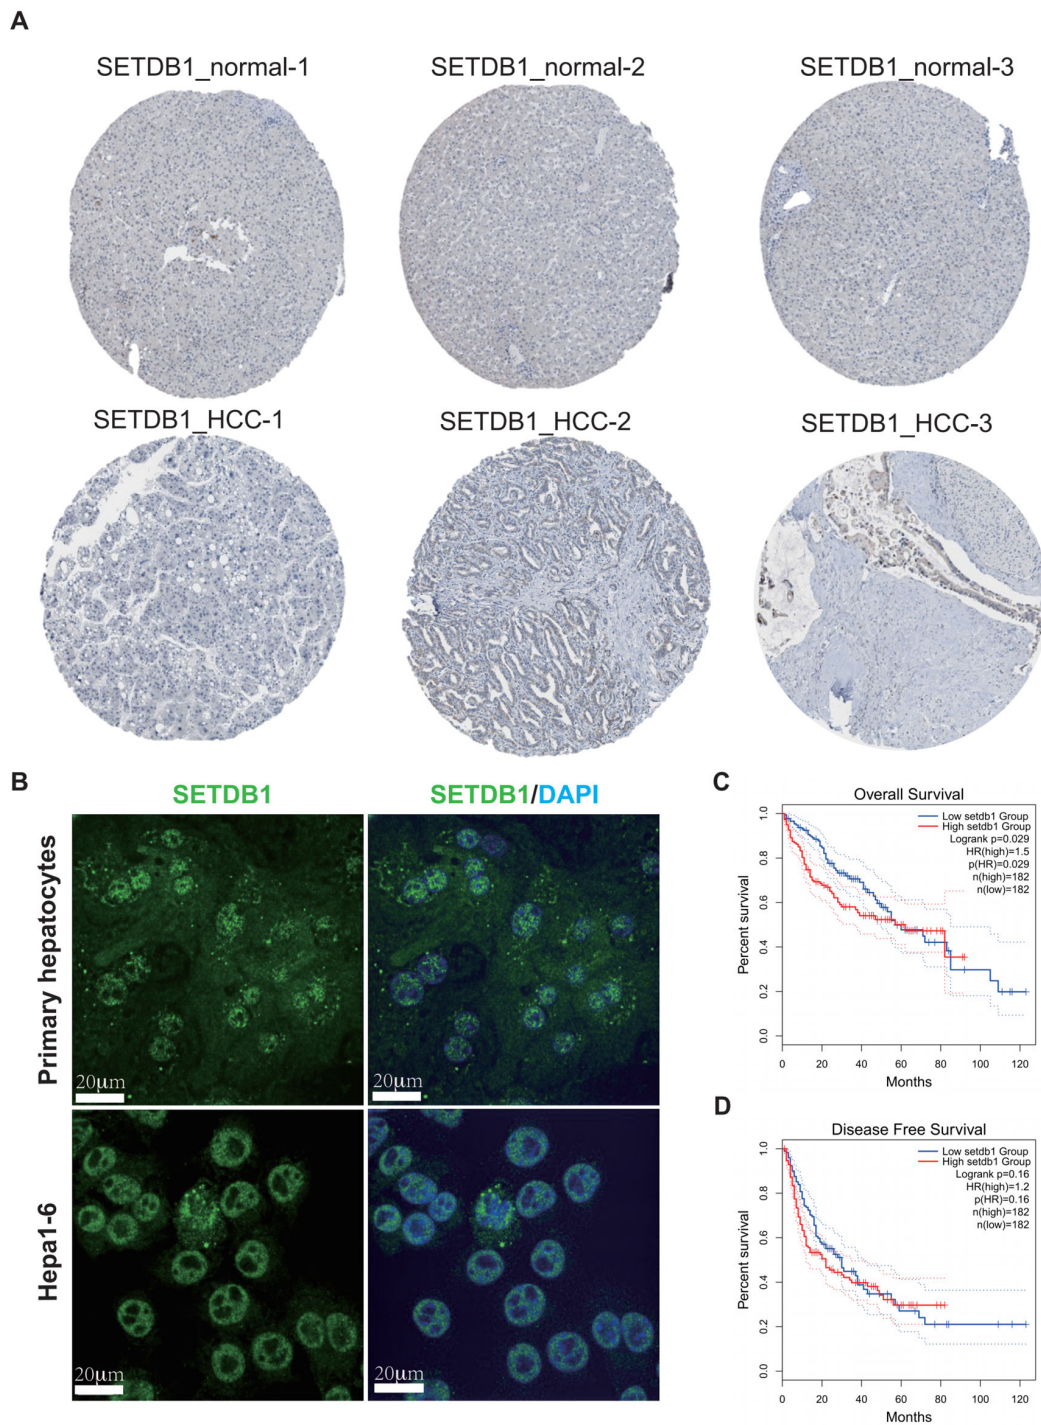 A
SETDB1_normal-1
SETDB1_normal-2
SETDB1_normal-3
SETDB1_HCC-1
SETDB1_HCC-2
SETDB1_HCC-3
B
SETDB1
SETDB1/DAPI
Primary hepatocytes
20μm
20μm
Hepa1-6
20μm
20μm
C
Overall Survival
Low setdb1 Group
High setdb1 Group
Logrank p=0.029
HR(high)=1.5
p(HR)=0.029
n(high)=182
n(low)=182
Percent survival
1.0
0.8
0.6
0.4
0.2
0.0
0 20 40 60 80 100 120
Months
D
Disease Free Survival
Low setdb1 Group
High setdb1 Group
Logrank p=0.16
HR(high)=1.2
p(HR)=0.16
n(high)=182
n(low)=182
Percent survival
1.0
0.8
0.6
0.4
0.2
0.0
0 20 40 60 80 100 120
Months